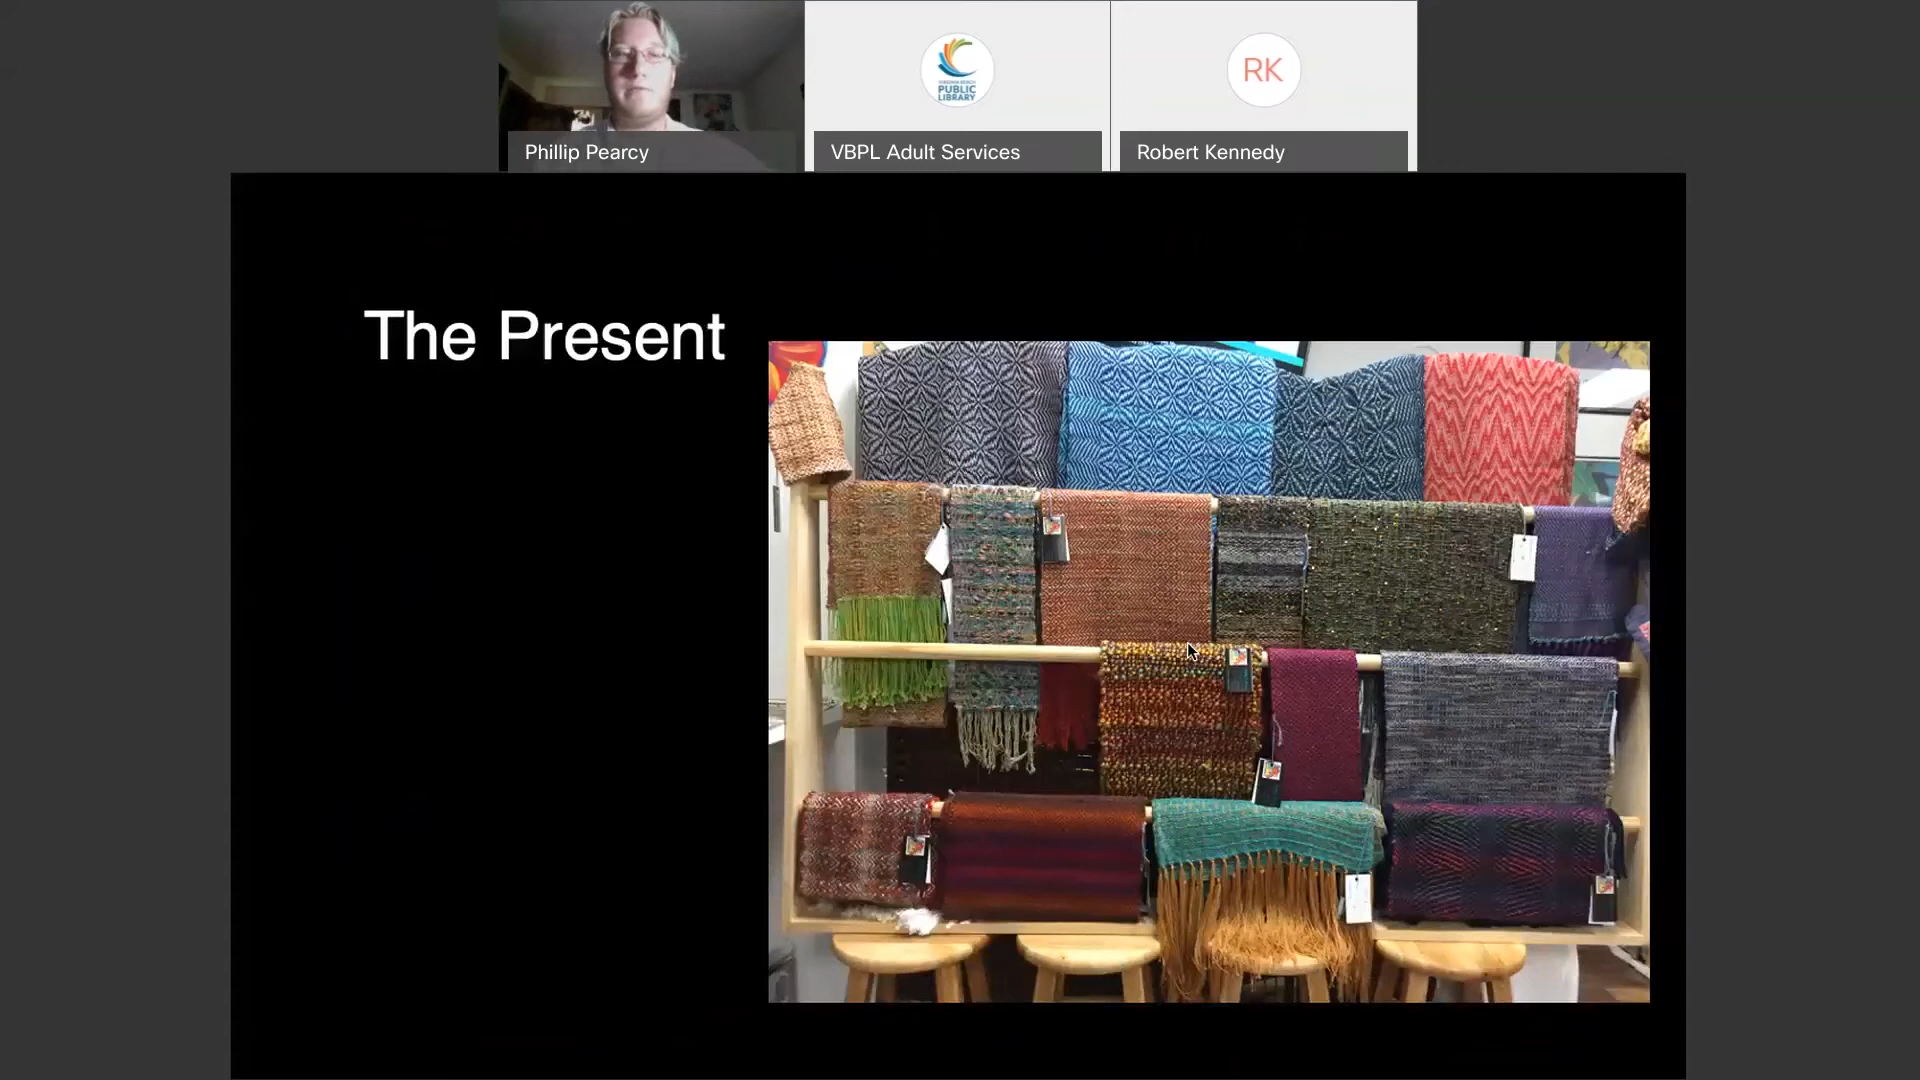 PUBLIC
LIBRARY
RK
Phillip Pearcy
VBPL Adult Services
Robert Kennedy
The Present